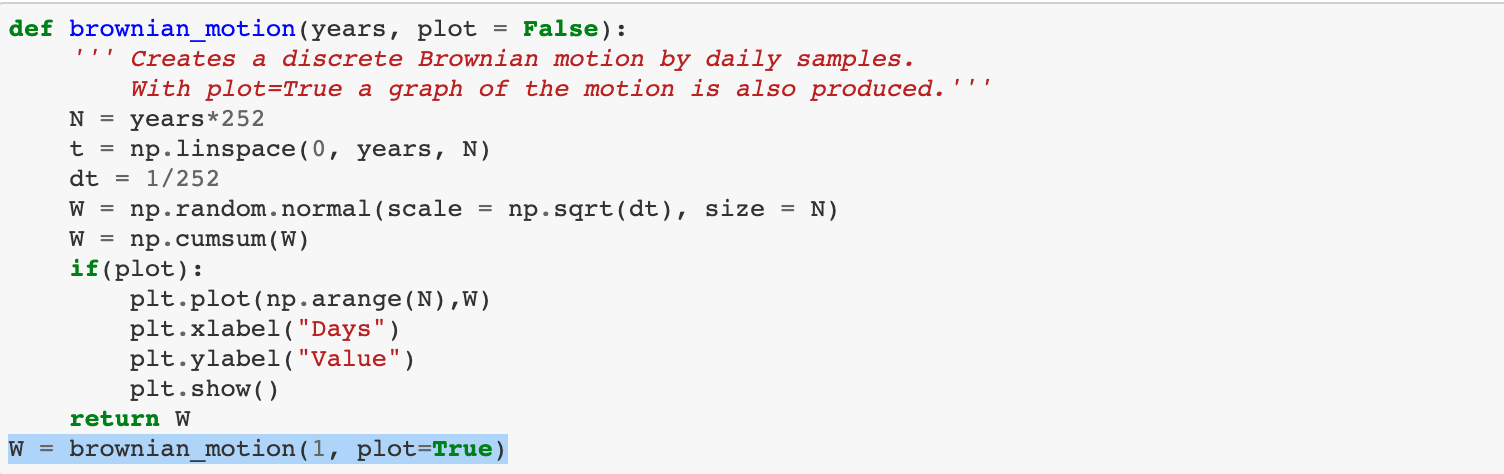 def brownian_motion(years, plot = False):
    ''' Creates a discrete Brownian motion by daily samples.
        With plot=True a graph of the motion is also produced.'''
    N = years*252
    t = np.linspace(0, years, N)
    dt = 1/252
    W = np.random.normal(scale = np.sqrt(dt), size = N)
    W = np.cumsum(W)
    if(plot):
        plt.plot(np.arange(N),W)
        plt.xlabel("Days")
        plt.ylabel("Value")
        plt.show()
    return W
W = brownian_motion(1, plot=True)